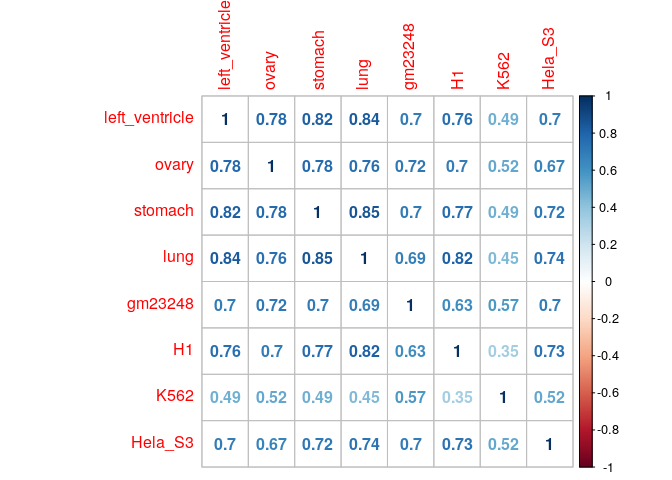 left_ventricle ovary stomach lung gm23248 H1 K562 Hela_S3
left_ventricle 1 0.78 0.82 0.84 0.7 0.76 0.49 0.7
ovary 0.78 1 0.78 0.76 0.72 0.7 0.52 0.67
stomach 0.82 0.78 1 0.85 0.7 0.77 0.49 0.72
lung 0.84 0.76 0.85 1 0.69 0.82 0.45 0.74
gm23248 0.7 0.72 0.7 0.69 1 0.63 0.57 0.7
H1 0.76 0.7 0.77 0.82 0.63 1 0.35 0.73
K562 0.49 0.52 0.49 0.45 0.57 0.35 1 0.52
Hela_S3 0.7 0.67 0.72 0.74 0.7 0.73 0.52 1
1
0.8
0.6
0.4
0.2
0
-0.2
-0.4
-0.6
-0.8
-1